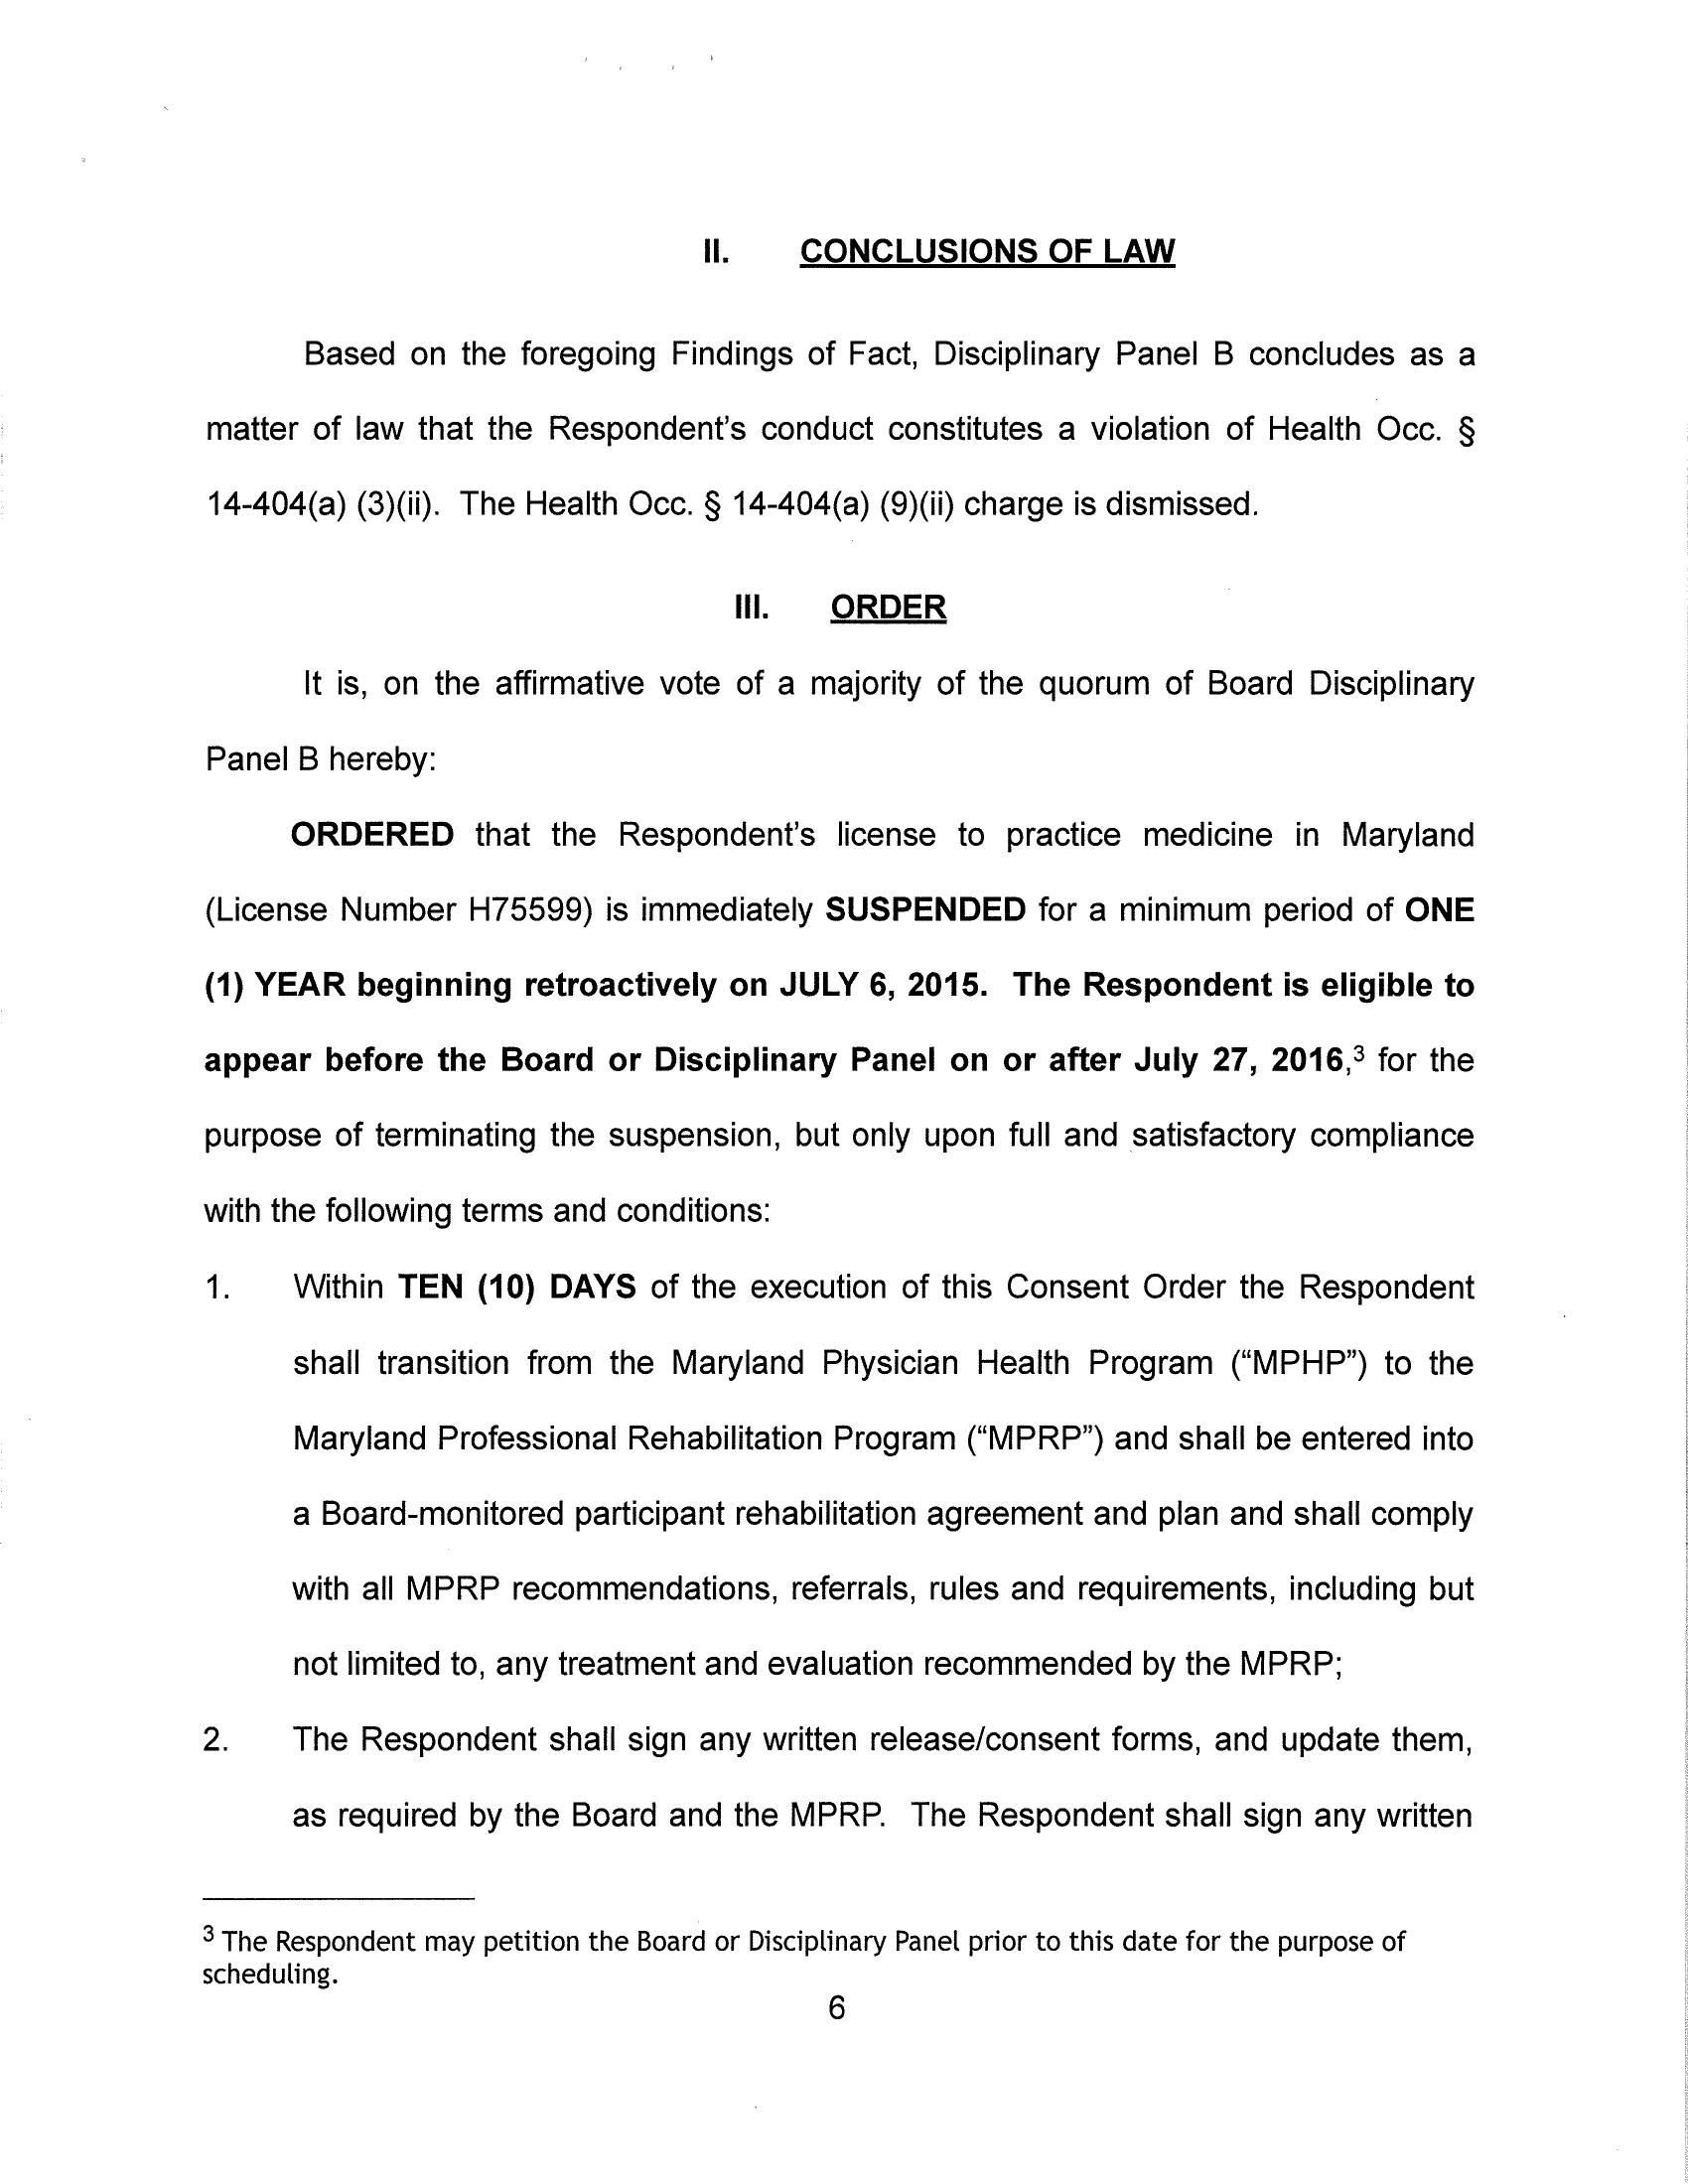 II. CONCLUSIONS OF LAW
Based on the foregoing Findings of Fact, Disciplinary Panel B concludes as a
matter of law that the Respondent's conduct constitutes a violation of Health Occ. §
14-404(a) (3)(ii). The Health Occ. § 14-404(a) (9)(ii) charge is dismissed.
III. ORDER
It is, on the affirmative vote of a majority of the quorum of Board Disciplinary
Panel B hereby:
ORDERED that the Respondent's license to practice medicine in Maryland
(License Number H75599) is immediately SUSPENDED for a minimum period of ONE
(1) YEAR beginning retroactively on JULY 6, 2015. The Respondent is eligible to
appear before the Board or Disciplinary Panel on or after July 27, 2016,³ for the
purpose of terminating the suspension, but only upon full and satisfactory compliance
with the following terms and conditions:
1. Within TEN (10) DAYS of the execution of this Consent Order the Respondent
shall transition from the Maryland Physician Health Program (“MPHP”) to the
Maryland Professional Rehabilitation Program (“MPRP”) and shall be entered into
a Board-monitored participant rehabilitation agreement and plan and shall comply
with all MPRP recommendations, referrals, rules and requirements, including but
not limited to, any treatment and evaluation recommended by the MPRP;
2. The Respondent shall sign any written release/consent forms, and update them,
as required by the Board and the MPRP. The Respondent shall sign any written
³ The Respondent may petition the Board or Disciplinary Panel prior to this date for the purpose of
scheduling.
6